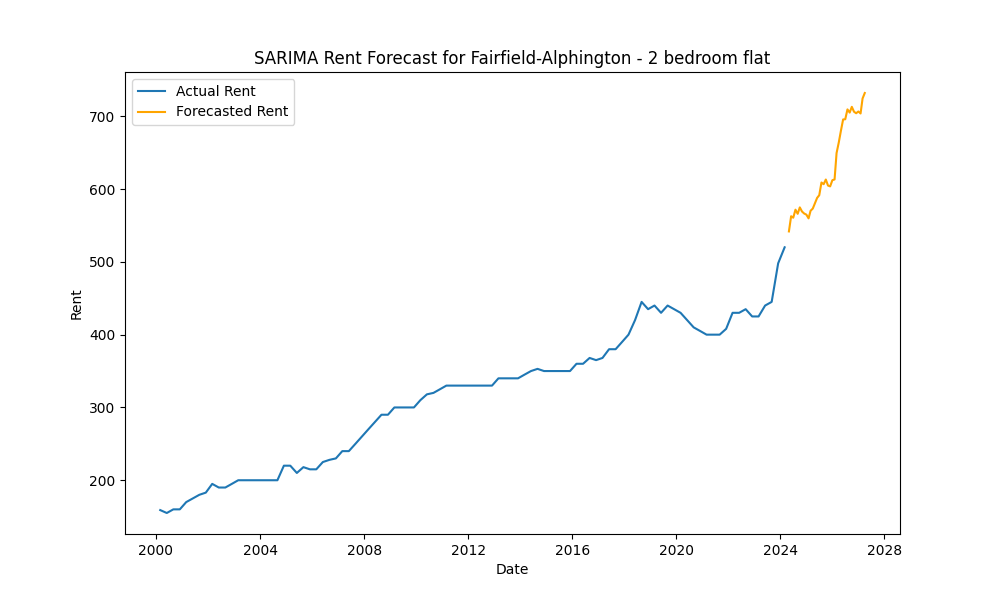 SARIMA Rent Forecast for Fairfield-Alphington - 2 bedroom flat
Actual Rent
Forecasted Rent
700
600
500
400
300
200
Rent
2000 2004 2008 2012 2016 2020 2024 2028
Date